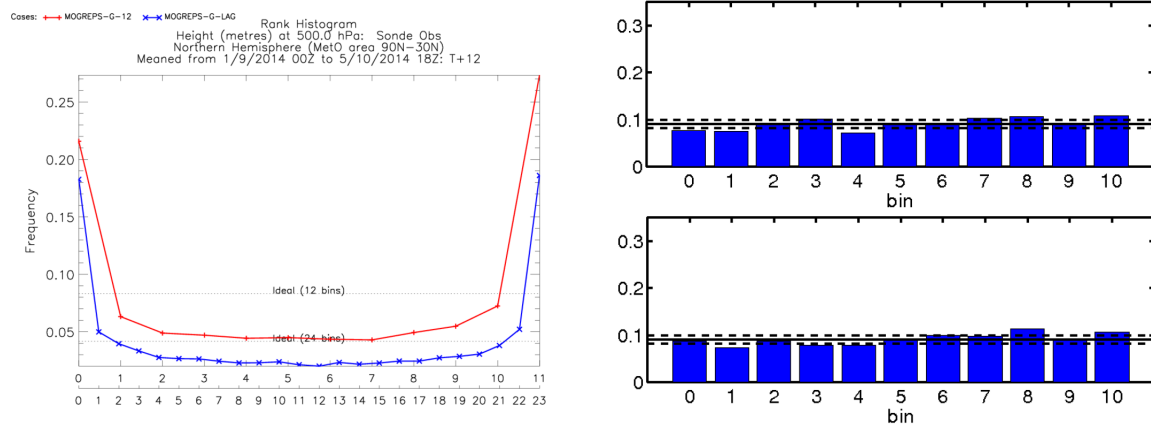 Cases: MOGREPS-G-12 MOGREPS-G-LAG
Rank Histogram
Height (metres) at 500.0 hPa: Sonde Obs
Northern Hemisphere (MetO area 90N-30N)
Meaned from 1/9/2014 00Z to 5/10/2014 18Z: T+12
Frequency
0.25
0.20
0.15
0.10
0.05
Ideal (12 bins)
Ideal (24 bins)
0 1 2 3 4 5 6 7 8 9 10 11
0 1 2 3 4 5 6 7 8 9 10 11 12 13 14 15 16 17 18 19 20 21 22 23
0.3
0.2
0.1
0
0 1 2 3 4 5 6 7 8 9 10
bin
0.3
0.2
0.1
0
0 1 2 3 4 5 6 7 8 9 10
bin